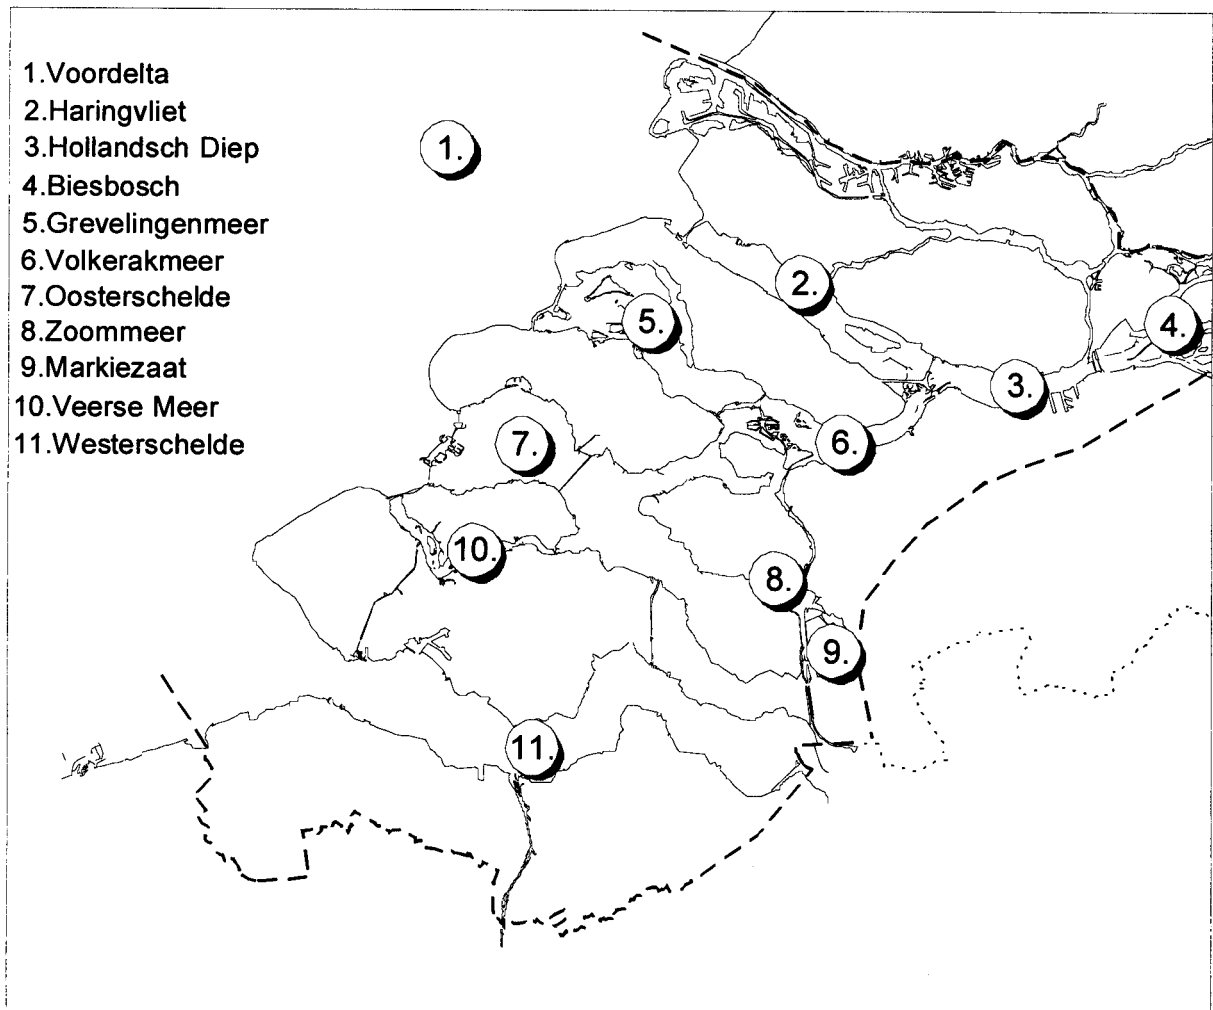 1.Voordelta
2.Haringvliet
3.Hollandsch Diep
4.Biesbosch
5.Grevelingenmeer
6.Volkerakmeer
7.Oosterschelde
8.Zoommeer
9.Markiezaat
10.Veerse Meer
11.Westerschelde
1.
2.
5.
4.
3.
7.
6.
10.
8.
9.
11.